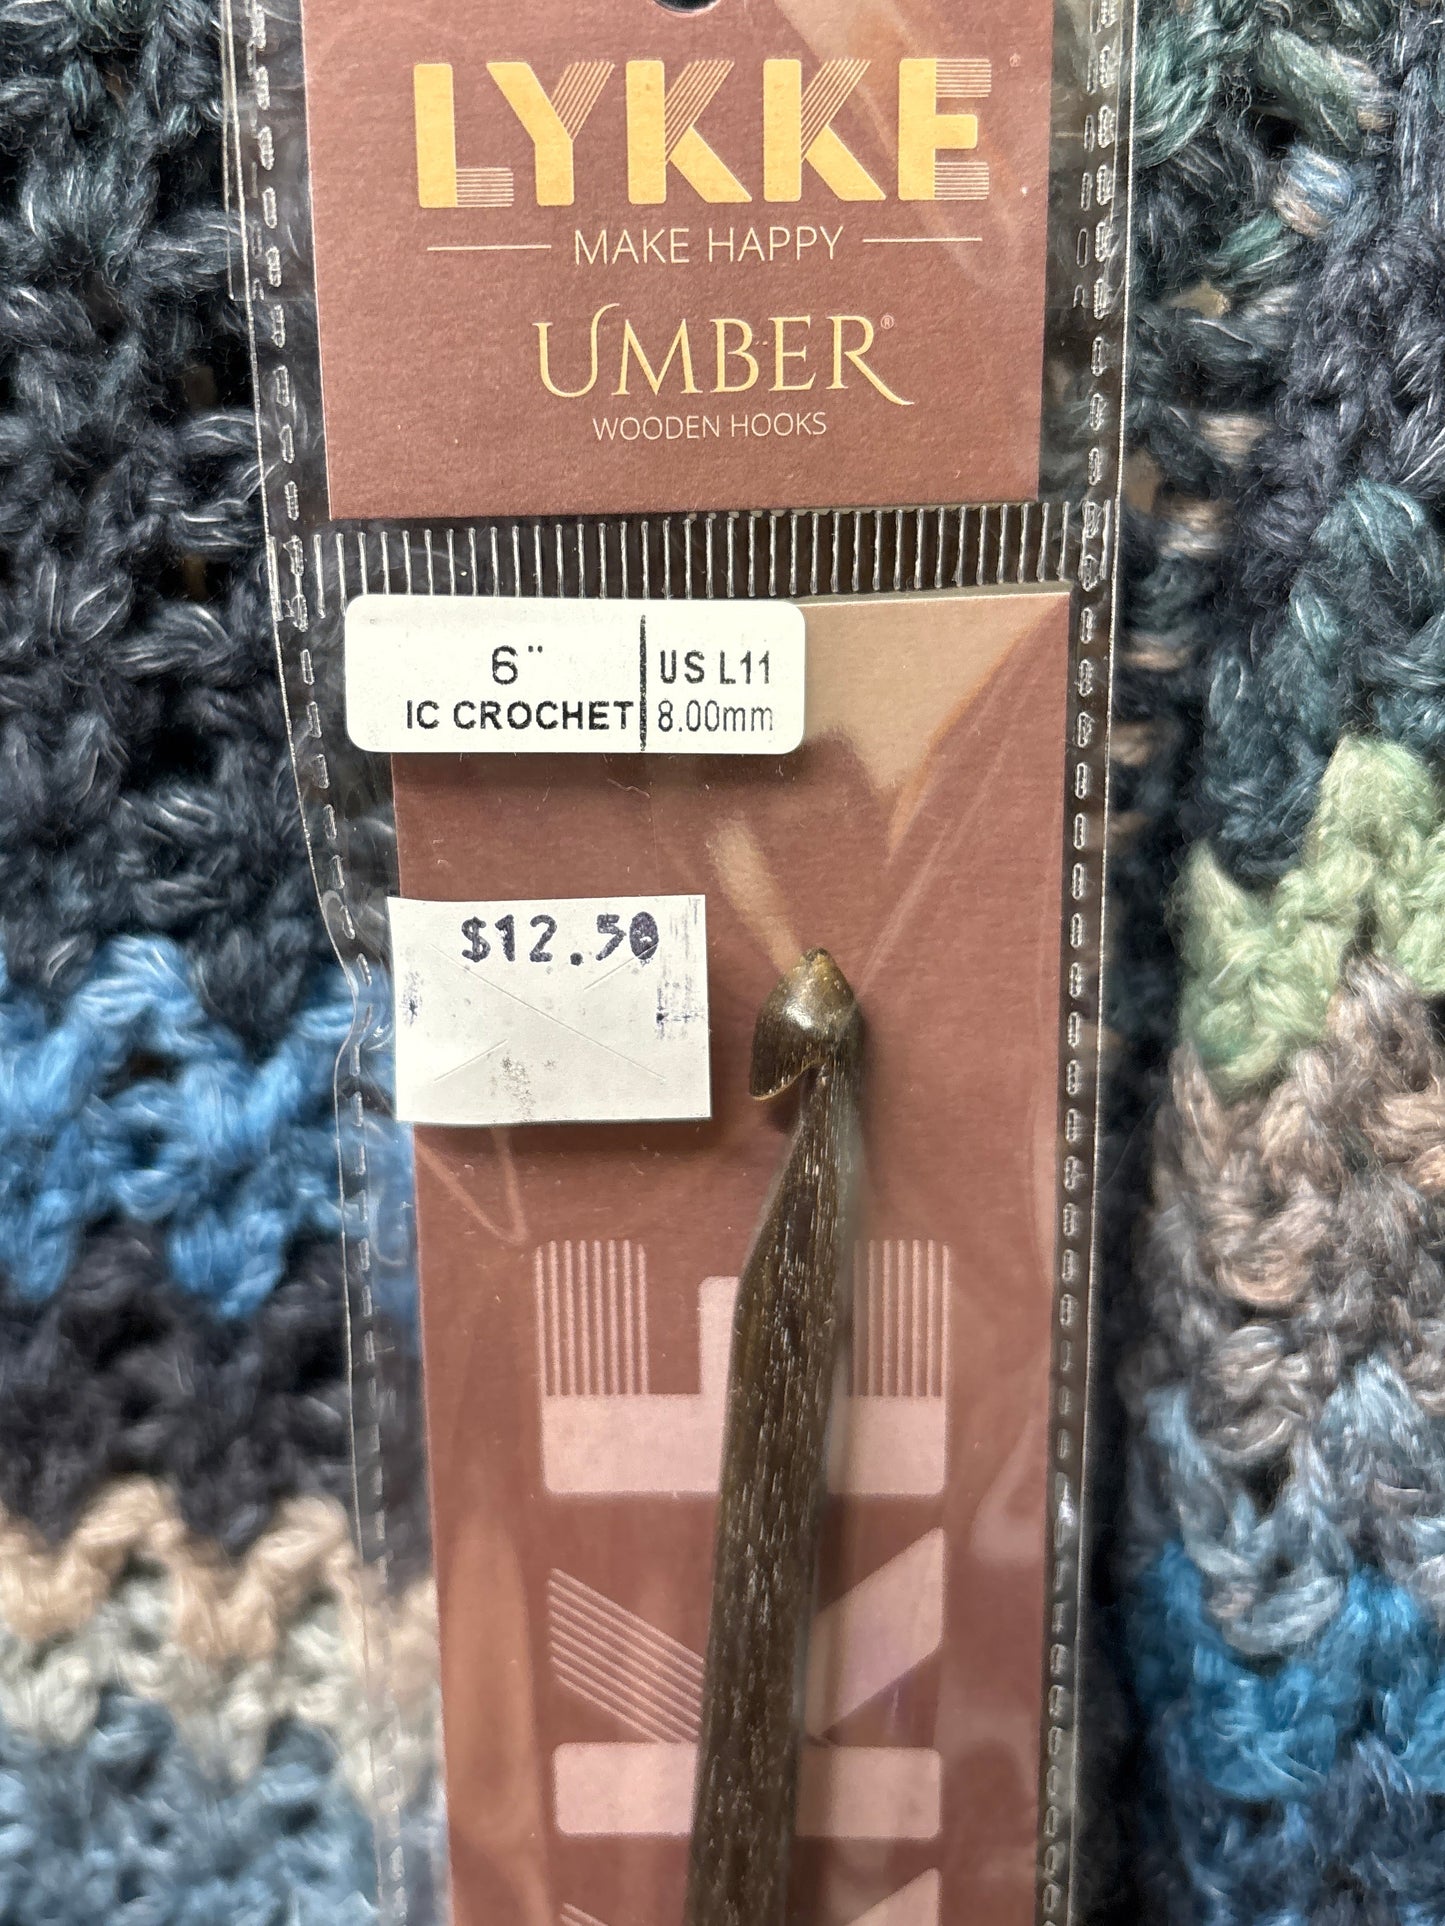 LYKKE®
MAKE HAPPY
UMBER®
WOODEN HOOKS
6" US L11
IC CROCHET 8.00mm
$12.50